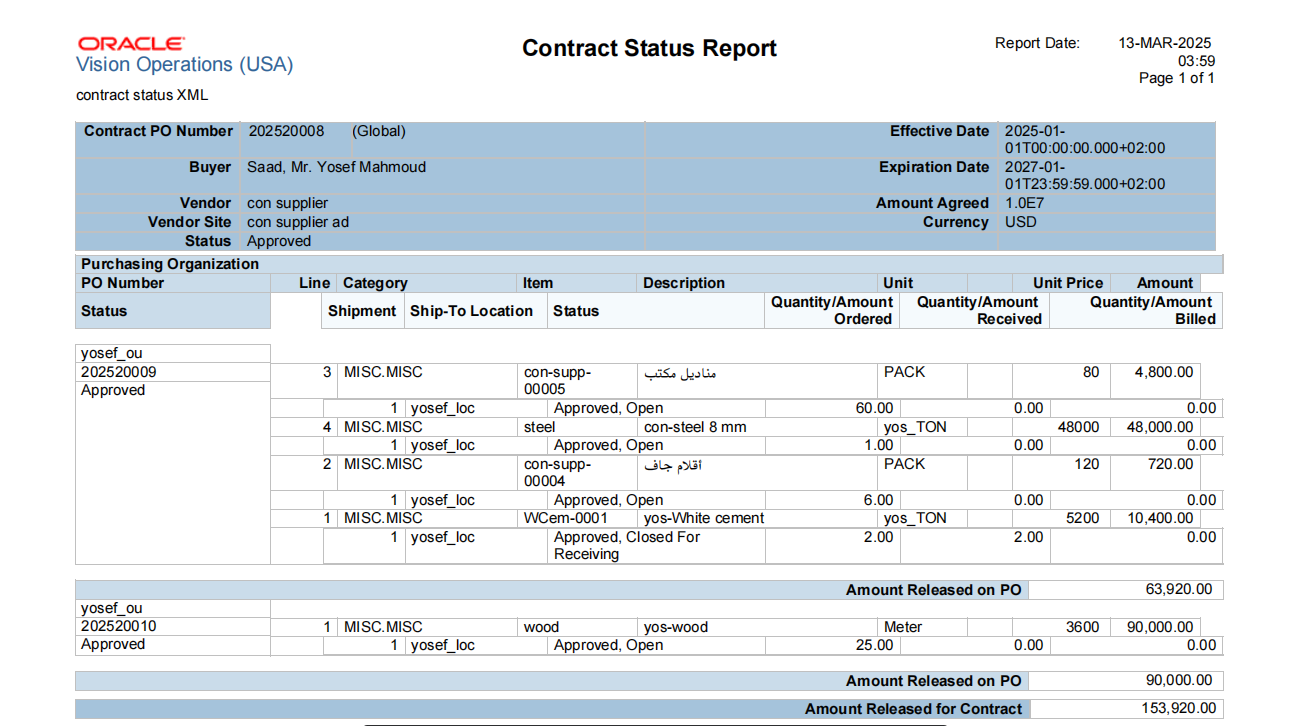 ORACLE
Vision Operations (USA)
contract status XML
Contract Status Report
Report Date: 13-MAR-2025
03:59
Page 1 of 1
Contract PO Number 202520008 (Global) Effective Date 2025-01-
01T00:00:00.000+02:00
Buyer Saad, Mr. Yosef Mahmoud Expiration Date 2027-01-
01T23:59:59.000+02:00
Vendor con supplier Amount Agreed 1.0E7
Vendor Site con supplier ad Currency USD
Status Approved
Purchasing Organization
PO Number Line Category Item Description Unit Unit Price Amount
Status Shipment Ship-To Location Status Quantity/Amount Ordered Quantity/Amount Received Quantity/Amount Billed
yosef_ou
202520009 3 MISC.MISC con-supp-00005 مناديل مكتب PACK 80 4,800.00
Approved
1 yosef_loc Approved, Open 60.00 0.00 0.00
4 MISC.MISC steel con-steel 8 mm yos_TON 48000 48,000.00
1 yosef_loc Approved, Open 1.00 0.00 0.00
2 MISC.MISC con-supp-00004 أقلام جاف PACK 120 720.00
1 yosef_loc Approved, Open 6.00 0.00 0.00
1 MISC.MISC WCem-0001 yos-White cement yos_TON 5200 10,400.00
1 yosef_loc Approved, Closed For Receiving 2.00 2.00 0.00
Amount Released on PO 63,920.00
yosef_ou
202520010 1 MISC.MISC wood yos-wood Meter 3600 90,000.00
Approved 1 yosef_loc Approved, Open 25.00 0.00 0.00
Amount Released on PO 90,000.00
Amount Released for Contract 153,920.00